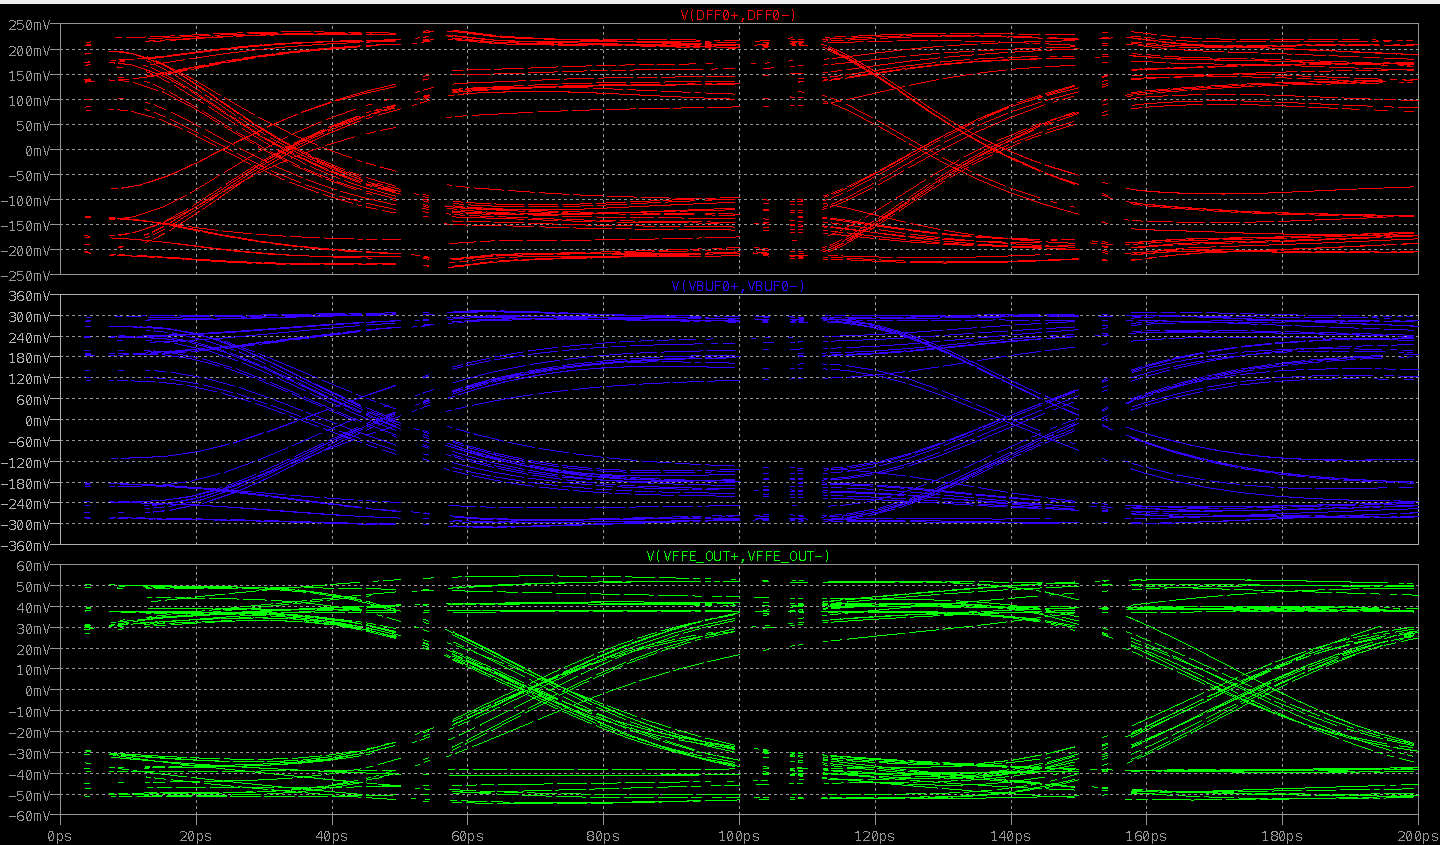 V(DFF0+,DFF0-)
250mV
200mV
150mV
100mV
50mV
0mV
-50mV
-100mV
-150mV
-200mV
-250mV
V(VBUF0+,VBUF0-)
360mV
300mV
240mV
180mV
120mV
60mV
0mV
-60mV
-120mV
-180mV
-240mV
-300mV
-360mV
V(VFFE_OUT+,VFFE_OUT-)
60mV
50mV
40mV
30mV
20mV
10mV
0mV
-10mV
-20mV
-30mV
-40mV
-50mV
-60mV
0ps 20ps 40ps 60ps 80ps 100ps 120ps 140ps 160ps 180ps 200ps